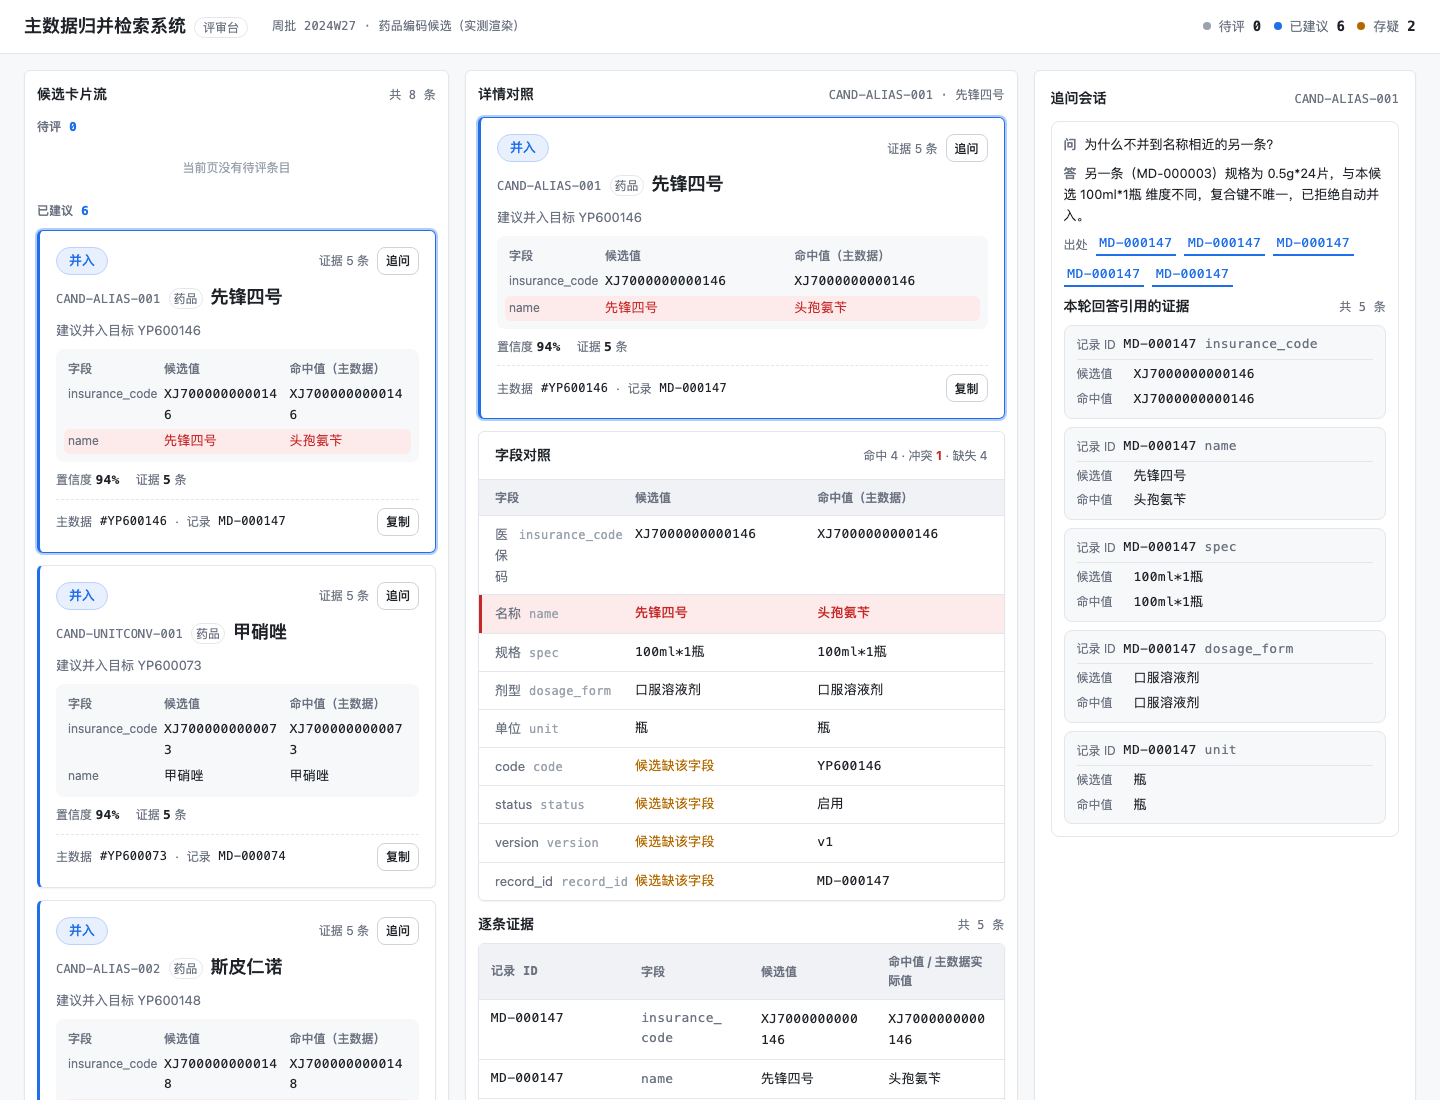 主数据归并检索系统 评审台 周批 2024W27 · 药品编码候选（实测渲染） 待评 0 已建议 6 存疑 2
候选卡片流 共 8 条
待评 0
当前页没有待评条目
已建议 6
并入 证据 5 条 追问
CAND-ALIAS-001 药品 先锋四号
建议并入目标 YP600146
字段 候选值 命中值（主数据）
insurance_code XJ700000000014 XJ700000000014
6 6
name 先锋四号 头孢氨苄
置信度 94% 证据 5 条
主数据 #YP600146 · 记录 MD-000147 复制
并入 证据 5 条 追问
CAND-UNITCONV-001 药品 甲硝唑
建议并入目标 YP600073
字段 候选值 命中值（主数据）
insurance_code XJ700000000007 XJ700000000007
3 3
name 甲硝唑 甲硝唑
置信度 94% 证据 5 条
主数据 #YP600073 · 记录 MD-000074 复制
并入 证据 5 条 追问
CAND-ALIAS-002 药品 斯皮仁诺
建议并入目标 YP600148
字段 候选值 命中值（主数据）
insurance_code XJ700000000014 XJ700000000014
8 8
详情对照 CAND-ALIAS-001 · 先锋四号
并入 证据 5 条 追问
CAND-ALIAS-001 药品 先锋四号
建议并入目标 YP600146
字段 候选值 命中值（主数据）
insurance_code XJ7000000000146 XJ7000000000146
name 先锋四号 头孢氨苄
置信度 94% 证据 5 条
主数据 #YP600146 · 记录 MD-000147 复制
字段对照 命中 4 · 冲突 1 · 缺失 4
字段 候选值 命中值（主数据）
医 insurance_code XJ7000000000146 XJ7000000000146
保
码
名称 name 先锋四号 头孢氨苄
规格 spec 100ml*1瓶 100ml*1瓶
剂型 dosage_form 口服溶液剂 口服溶液剂
单位 unit 瓶 瓶
code code 候选缺该字段 YP600146
status status 候选缺该字段 启用
version version 候选缺该字段 v1
record_id record_id 候选缺该字段 MD-000147
逐条证据 共 5 条
记录 ID 字段 候选值 命中值 / 主数据实
际值
MD-000147 insurance_ XJ7000000000 XJ7000000000
code 146 146
MD-000147 name 先锋四号 头孢氨苄
追问会话 CAND-ALIAS-001
问 为什么不并到名称相近的另一条?
答 另一条（MD-000003）规格为 0.5g*24片，与本候
选 100ml*1瓶 维度不同，复合键不唯一，已拒绝自动并
入。
出处 MD-000147 MD-000147 MD-000147
MD-000147 MD-000147
本轮回答引用的证据 共 5 条
记录 ID MD-000147 insurance_code
候选值 XJ7000000000146
命中值 XJ7000000000146
记录 ID MD-000147 name
候选值 先锋四号
命中值 头孢氨苄
记录 ID MD-000147 spec
候选值 100ml*1瓶
命中值 100ml*1瓶
记录 ID MD-000147 dosage_form
候选值 口服溶液剂
命中值 口服溶液剂
记录 ID MD-000147 unit
候选值 瓶
命中值 瓶